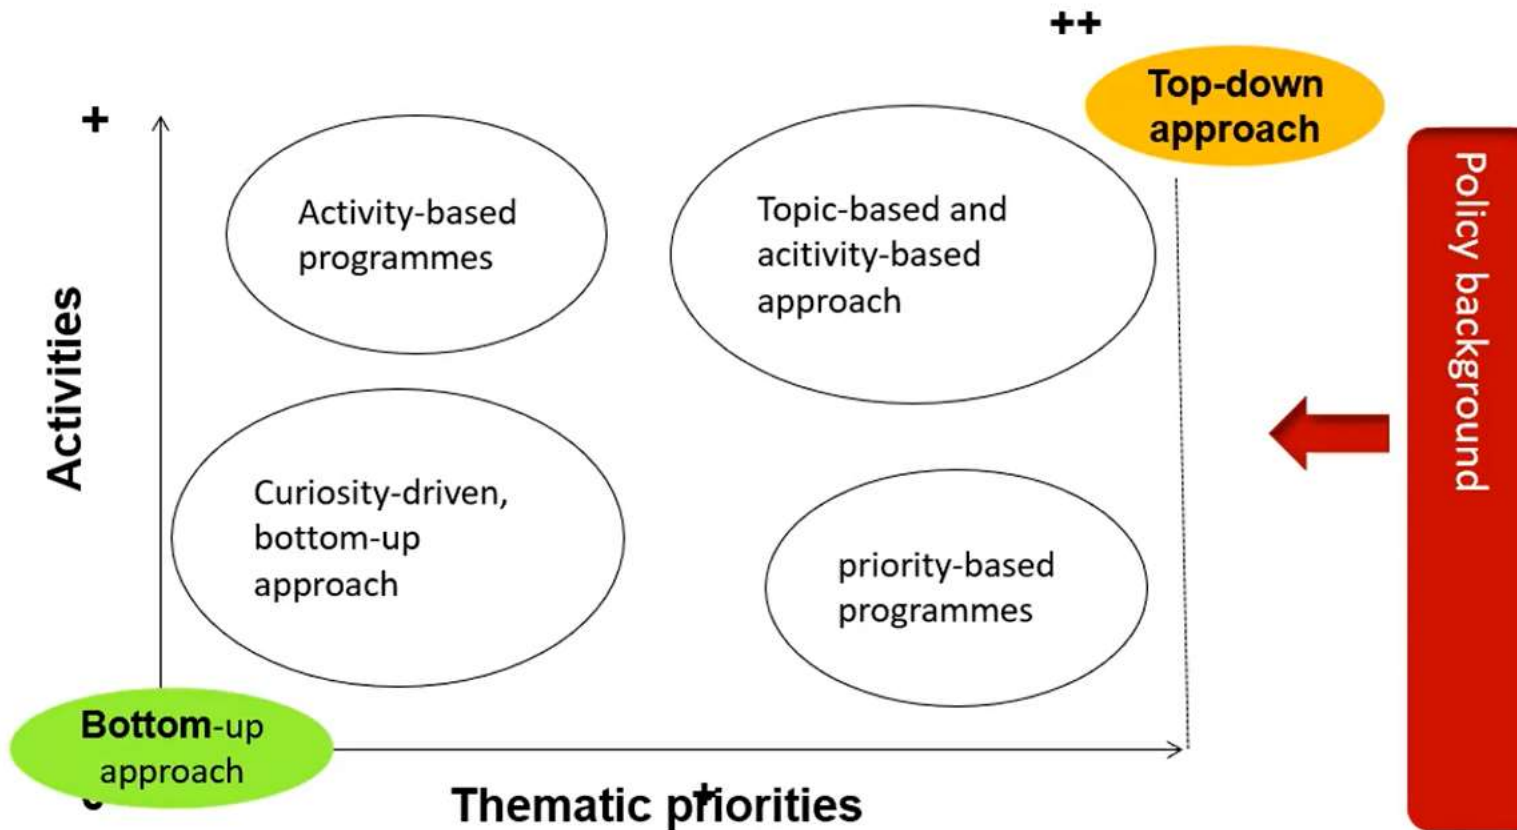 ++
Top-down
approach
+
Activity-based
programmes
Topic-based and
acitivity-based
approach
Policy background
Activities
Curiosity-driven,
bottom-up
approach
priority-based
programmes
Bottom-up
approach
+
Thematic priorities